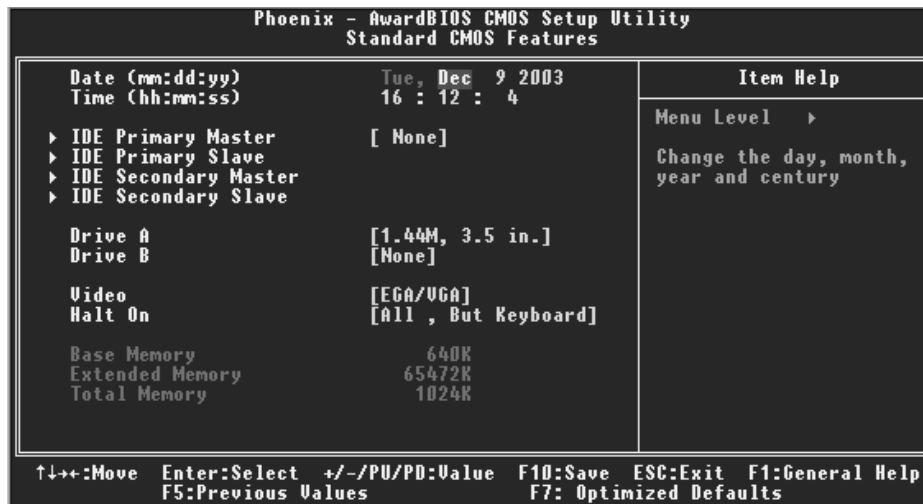 Phoenix - AwardBIOS CMOS Setup Utility
Standard CMOS Features
Date (mm:dd:yy) Tue, Dec 9 2003
Time (hh:mm:ss) 16 : 12 : 4
▸ IDE Primary Master [ None]
▸ IDE Primary Slave
▸ IDE Secondary Master
▸ IDE Secondary Slave
Drive A [1.44M, 3.5 in.]
Drive B [None]
Video [EGA/VGA]
Halt On [All , But Keyboard]
Base Memory 640K
Extended Memory 65472K
Total Memory 1024K
Item Help
Menu Level ▸
Change the day, month,
year and century
↑↓→←:Move Enter:Select +/-/PU/PD:Value F10:Save ESC:Exit F1:General Help
F5:Previous Values F7: Optimized Defaults